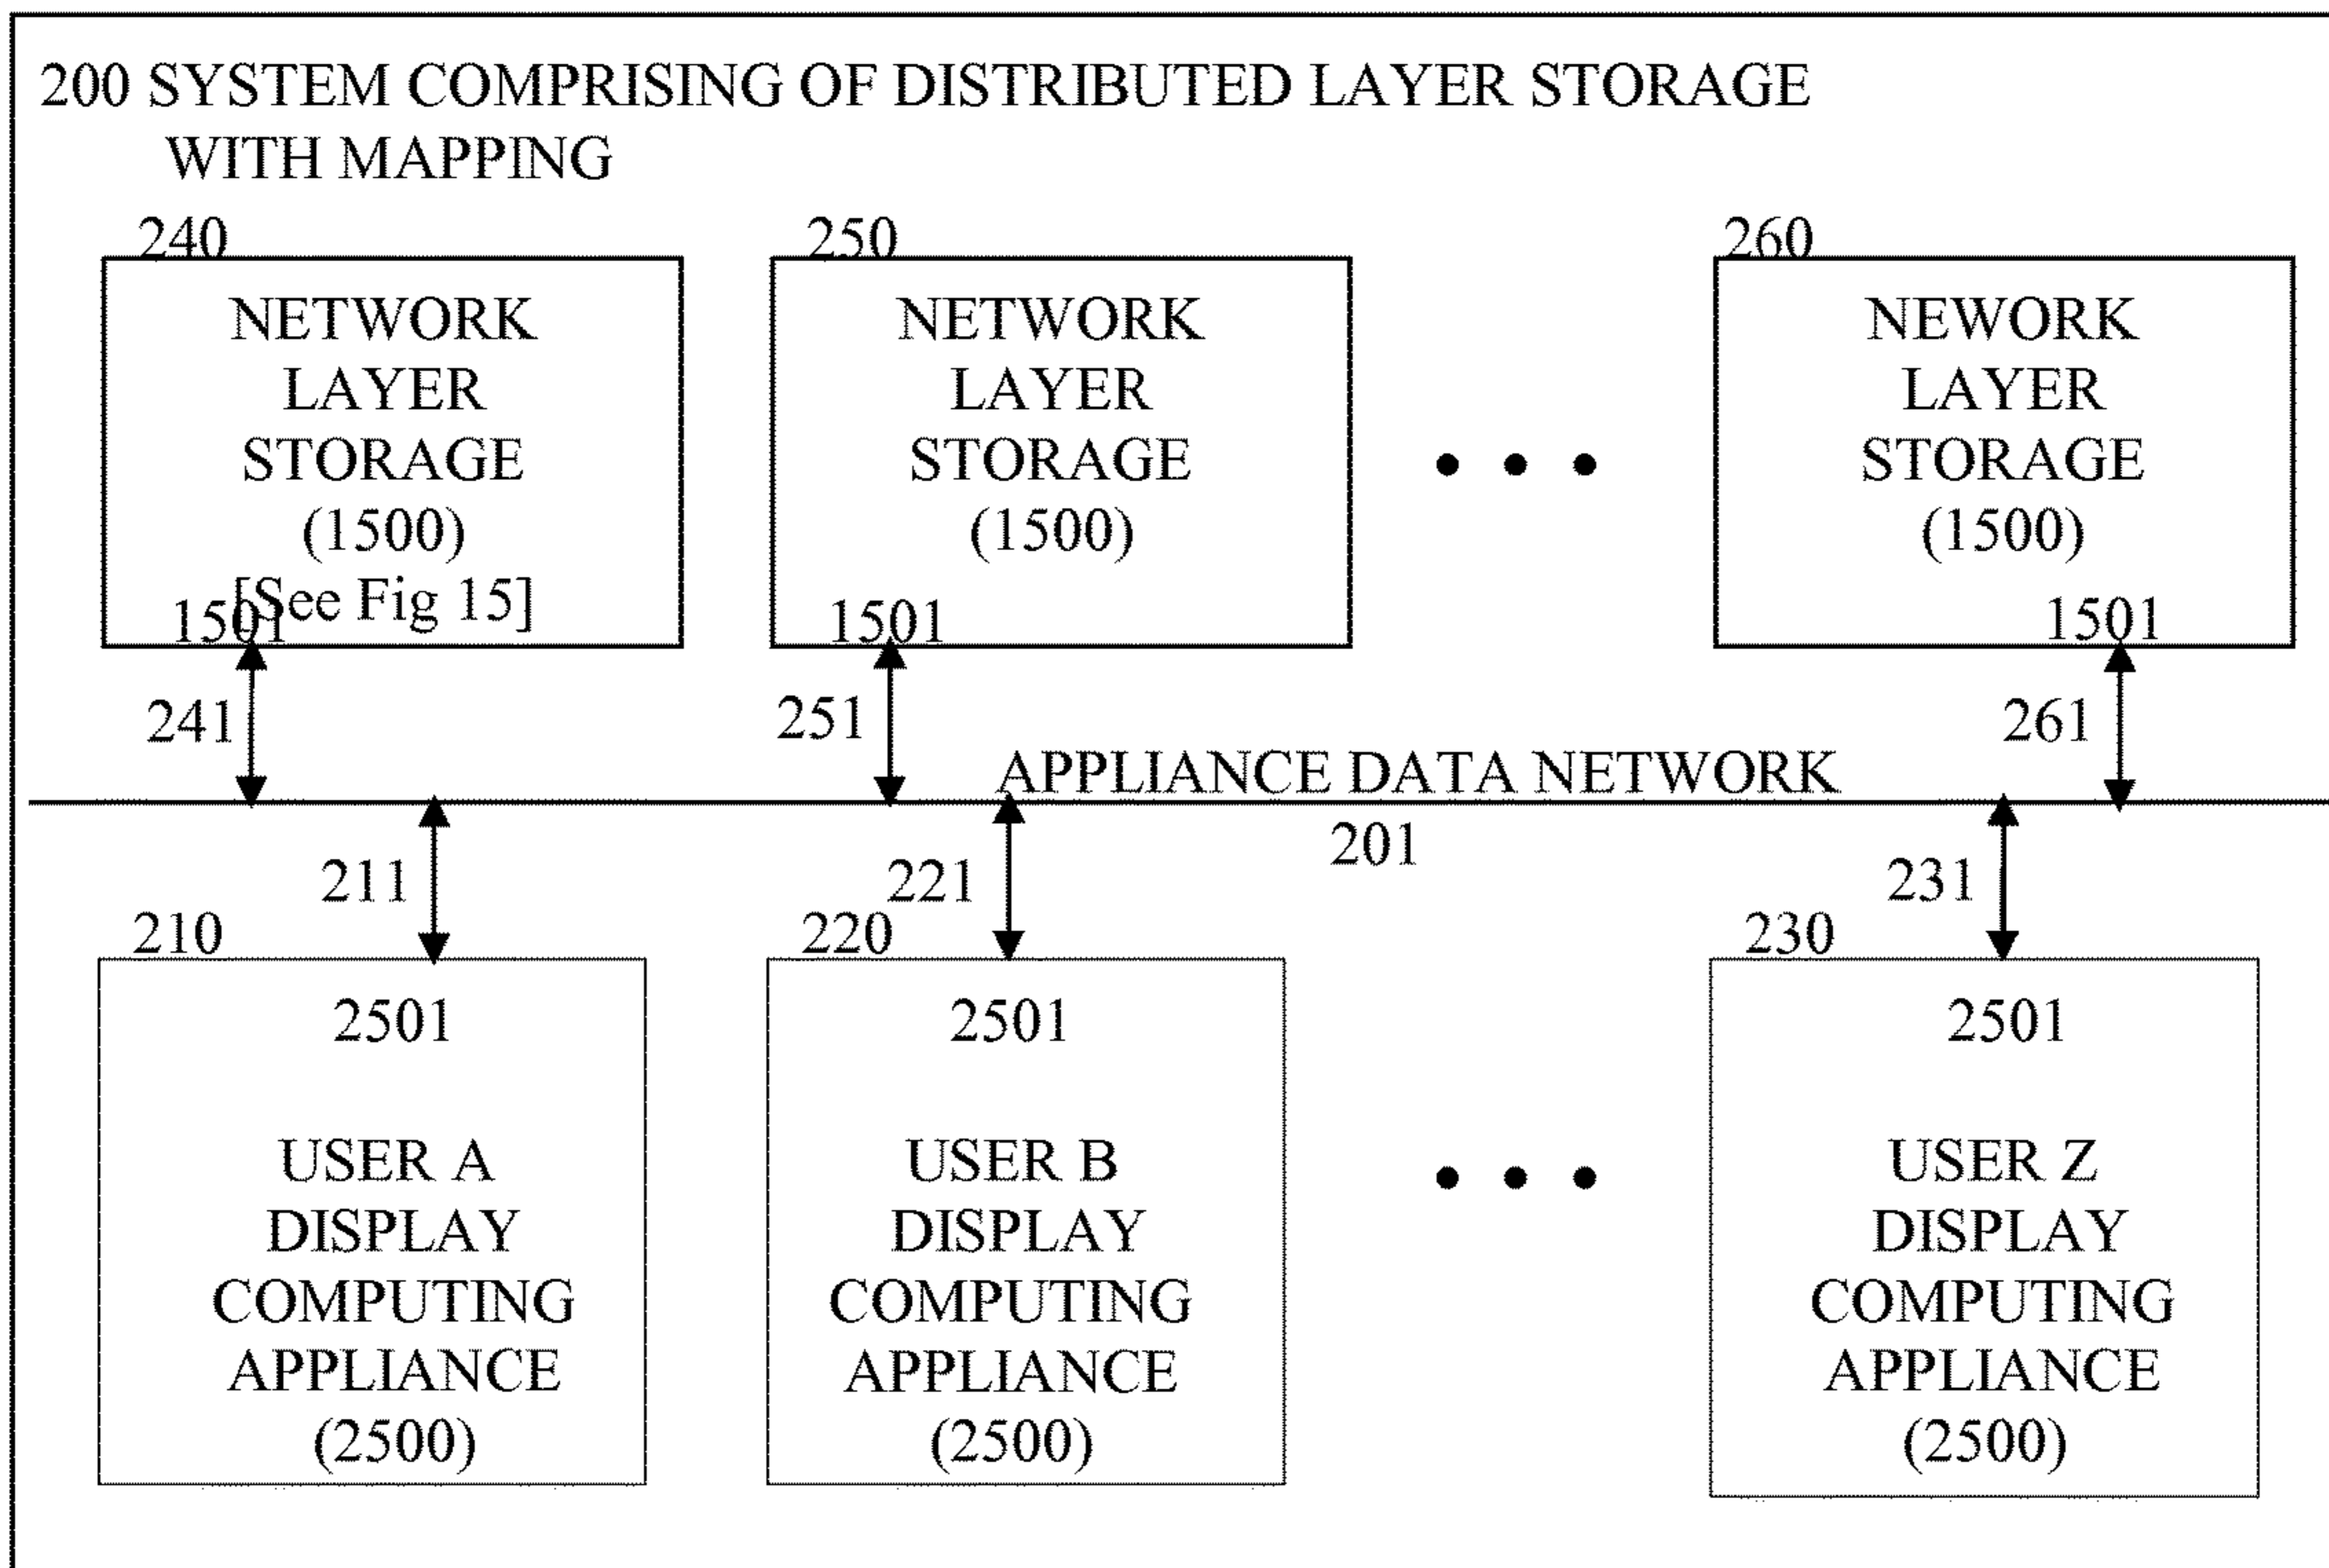 200 SYSTEM COMPRISING OF DISTRIBUTED LAYER STORAGE
WITH MAPPING
240
NETWORK
LAYER
STORAGE
(1500)
[See Fig 15]
1501
250
NETWORK
LAYER
STORAGE
(1500)
1501
• • •
260
NEWORK
LAYER
STORAGE
(1500)
1501
241
251
261
APPLIANCE DATA NETWORK
201
211
221
231
210
2501
USER A
DISPLAY
COMPUTING
APPLIANCE
(2500)
220
2501
USER B
DISPLAY
COMPUTING
APPLIANCE
(2500)
• • •
230
2501
USER Z
DISPLAY
COMPUTING
APPLIANCE
(2500)